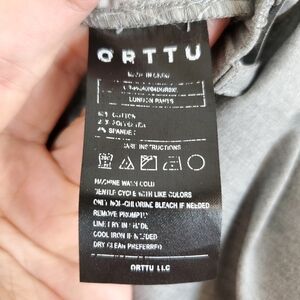 ORTTU
MADE IN CHINA
LONDON PANTS
COTTON
CARE INSTRUCTIONS
MACHINE WASH COLD
GENTLE CYCLE WITH LIKE COLORS
ONLY NON-CHLORINE BLEACH IF NEEDED
REMOVE PROMPTLY
LINE DRY IN SHADE
COOL IRON IF NEEDED
DRY CLEAN PREFERRED
ORTTU LLC